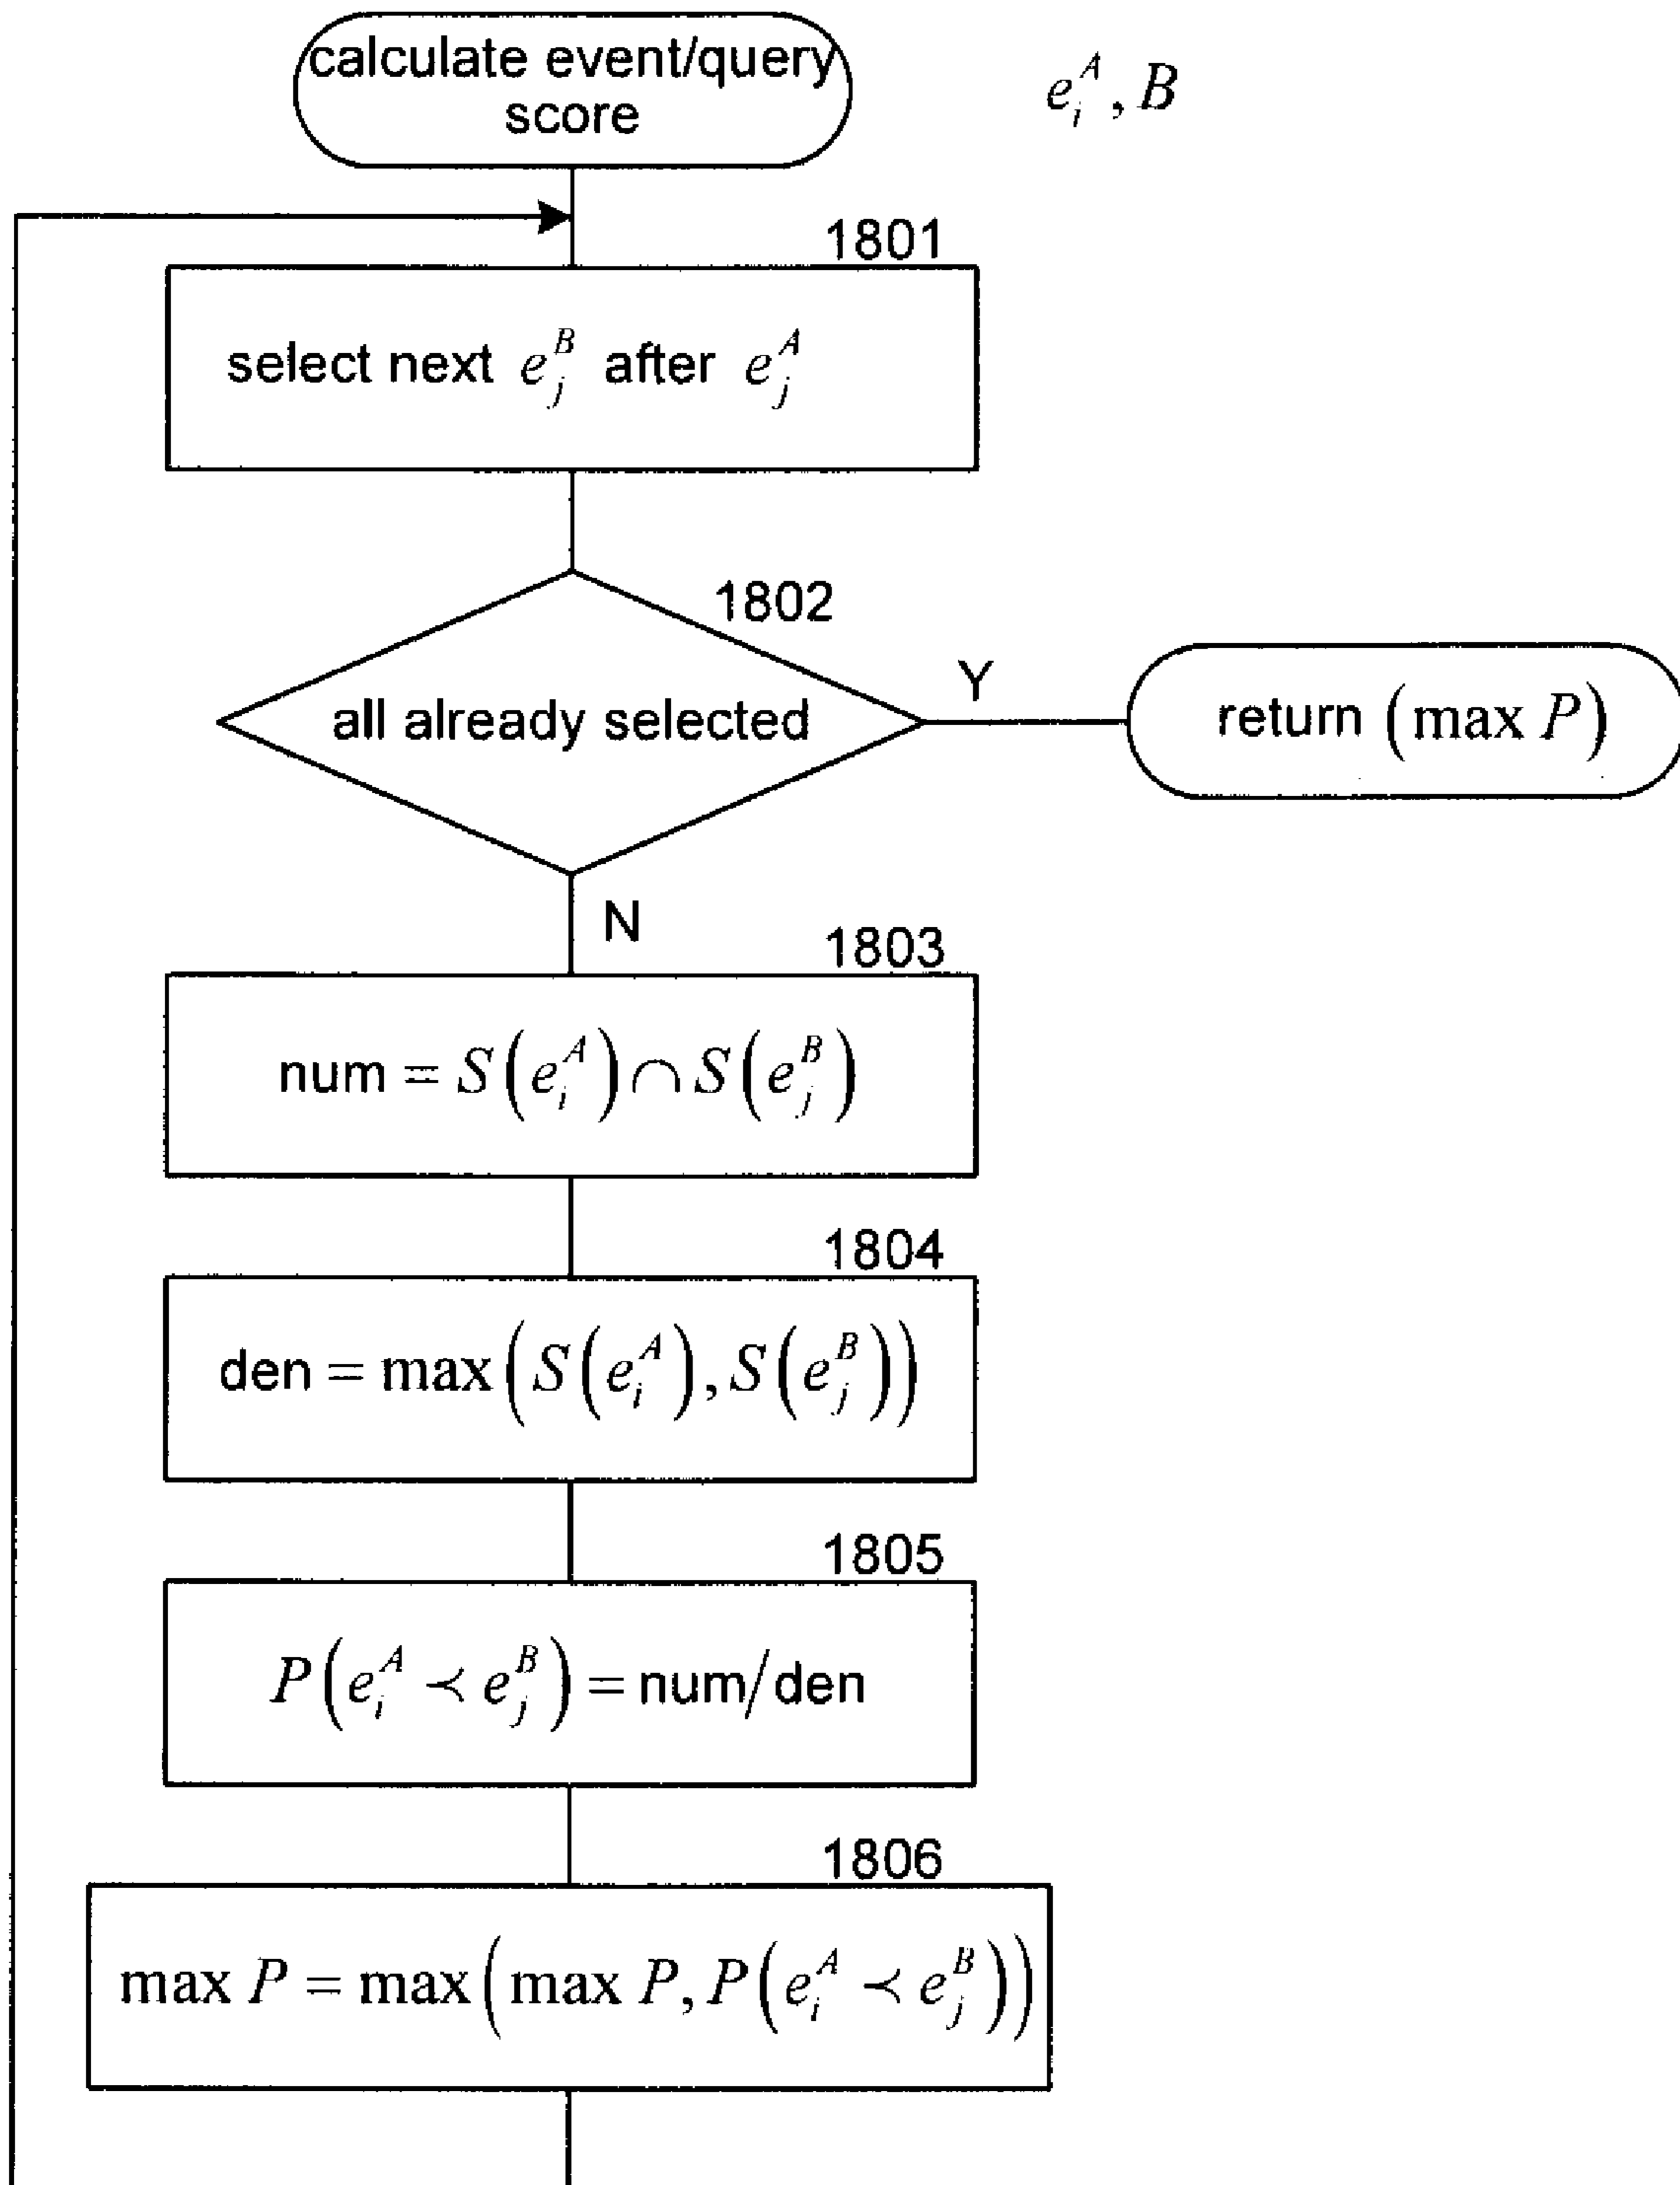 calculate event/query
score
e_i^A, B
1801
select next e_j^B after e_j^A
1802
all already selected
Y
return (max P)
N
1803
num = S(e_i^A) ∩ S(e_j^B)
1804
den = max(S(e_i^A), S(e_j^B))
1805
P(e_i^A ≺ e_j^B) = num/den
1806
max P = max(max P, P(e_i^A ≺ e_j^B))